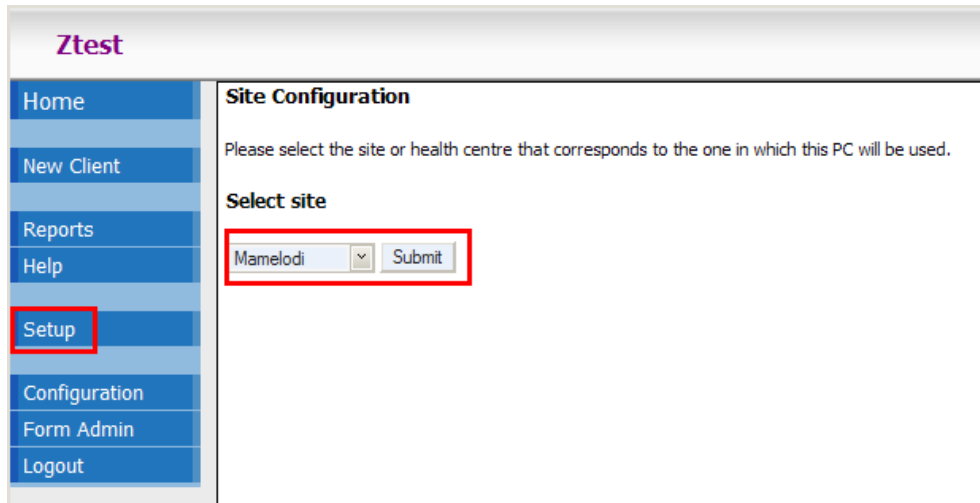 Ztest
Home
New Client
Reports
Help
Setup
Configuration
Form Admin
Logout
Site Configuration
Please select the site or health centre that corresponds to the one in which this PC will be used.
Select site
Mamelodi Submit